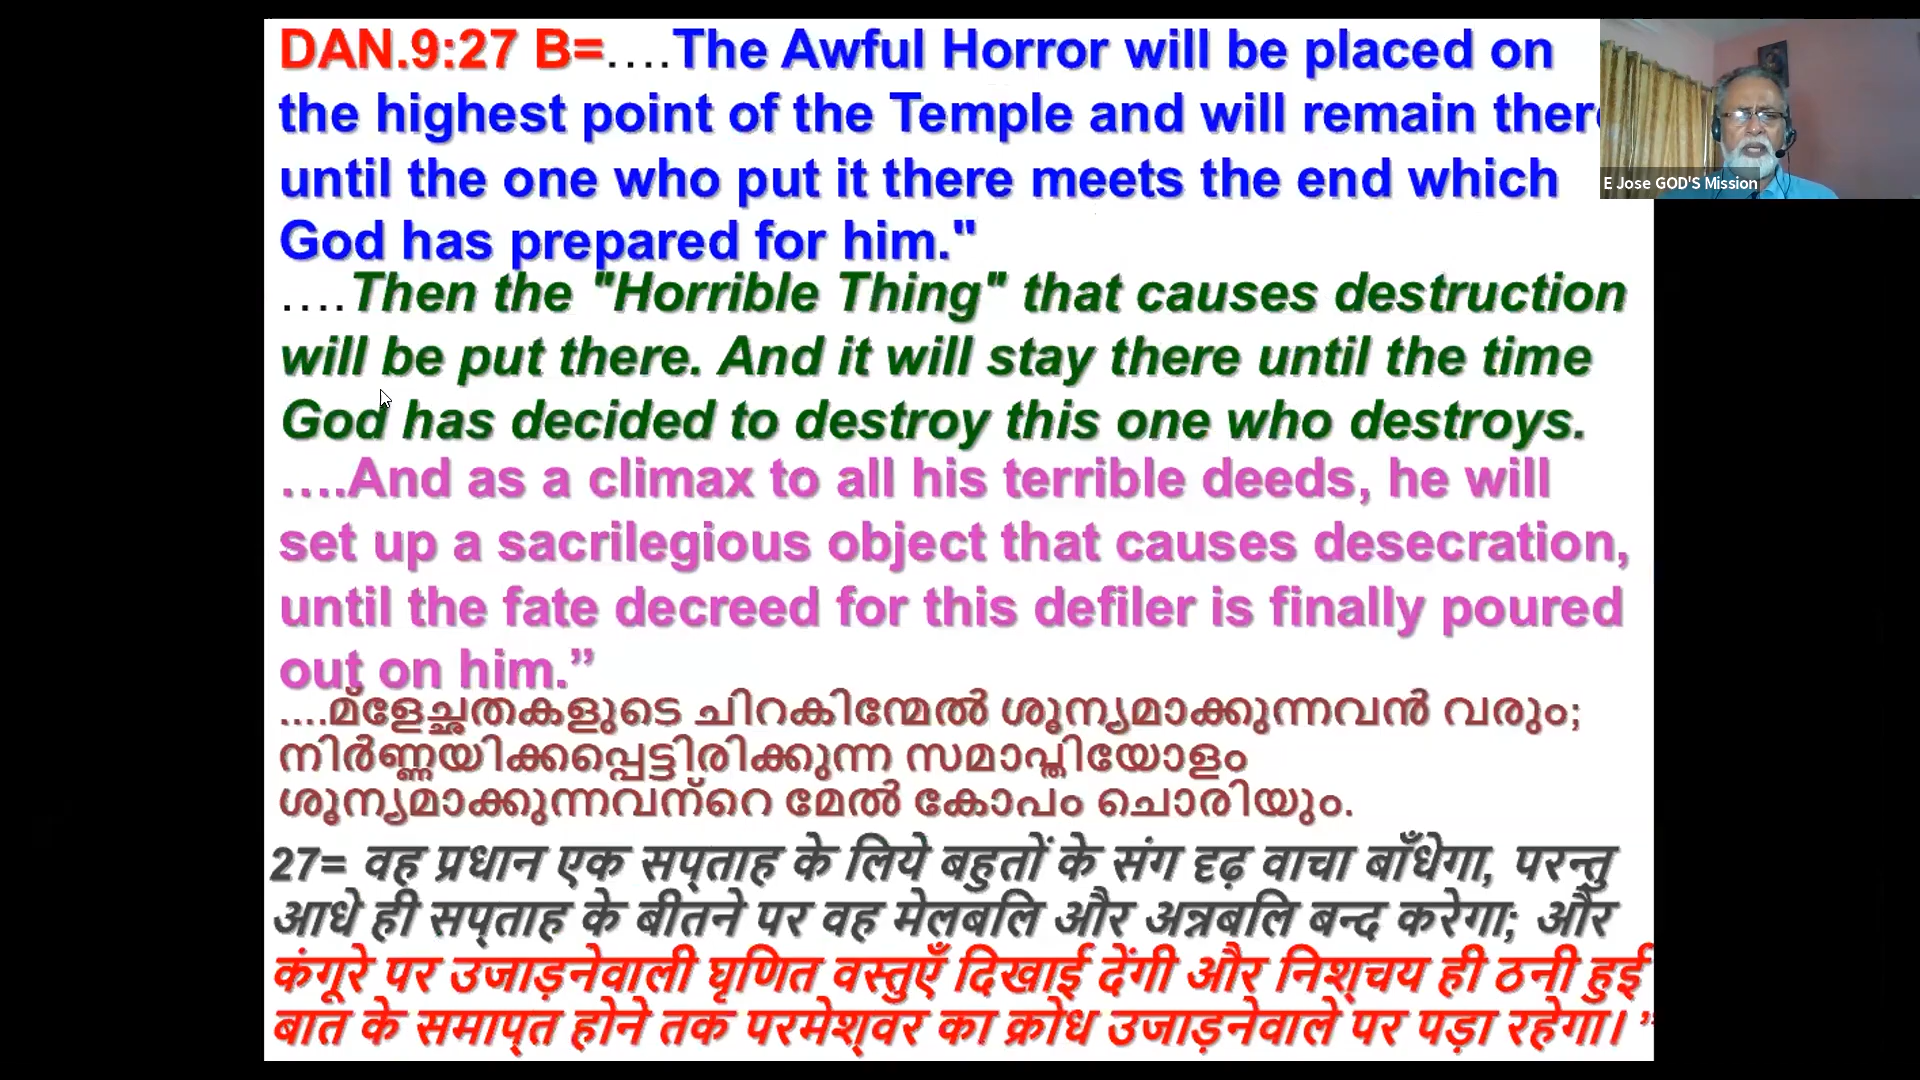 DAN.9:27 B=....The Awful Horror will be placed on
the highest point of the Temple and will remain
until the one who put it there meets the end which
God has prepared for him."
....Then the "Horrible Thing" that causes destruction
will be put there. And it will stay there until the time
God has decided to destroy this one who destroys.
....And as a climax to all his terrible deeds, he will
set up a sacrilegious object that causes desecration,
until the fate decreed for this defiler is finally poured
out on him.”
....മ്ളേച്ഛതകളുടെ ചിറകിന്മേൽ ശൂന്യമാക്കുന്നവൻ വരും;
നിർണ്ണയിക്കപ്പെട്ടിരിക്കുന്ന സമാപ്തിയോളം
ശൂന്യമാക്കുന്നവന്റെ മേൽ കോപം ചൊരിയും.
27= वह प्रधान एक सप्‍ताह के लिये बहुतों के संग दृढ़ वाचा बाँधेगा, परन्तु
आधे ही सप्‍ताह के बीतने पर वह मेलबलि और अन्नबलि बन्द करेगा; और
कंगूरे पर उजाड़नेवाली घृणित वस्तुएँ दिखाई देंगी और निश्‍चय ही ठनी हुई
बात के समाप्‍त होने तक परमेश्‍वर का क्रोध उजाड़नेवाले पर पड़ा रहेगा। ”
E Jose GOD'S Mission